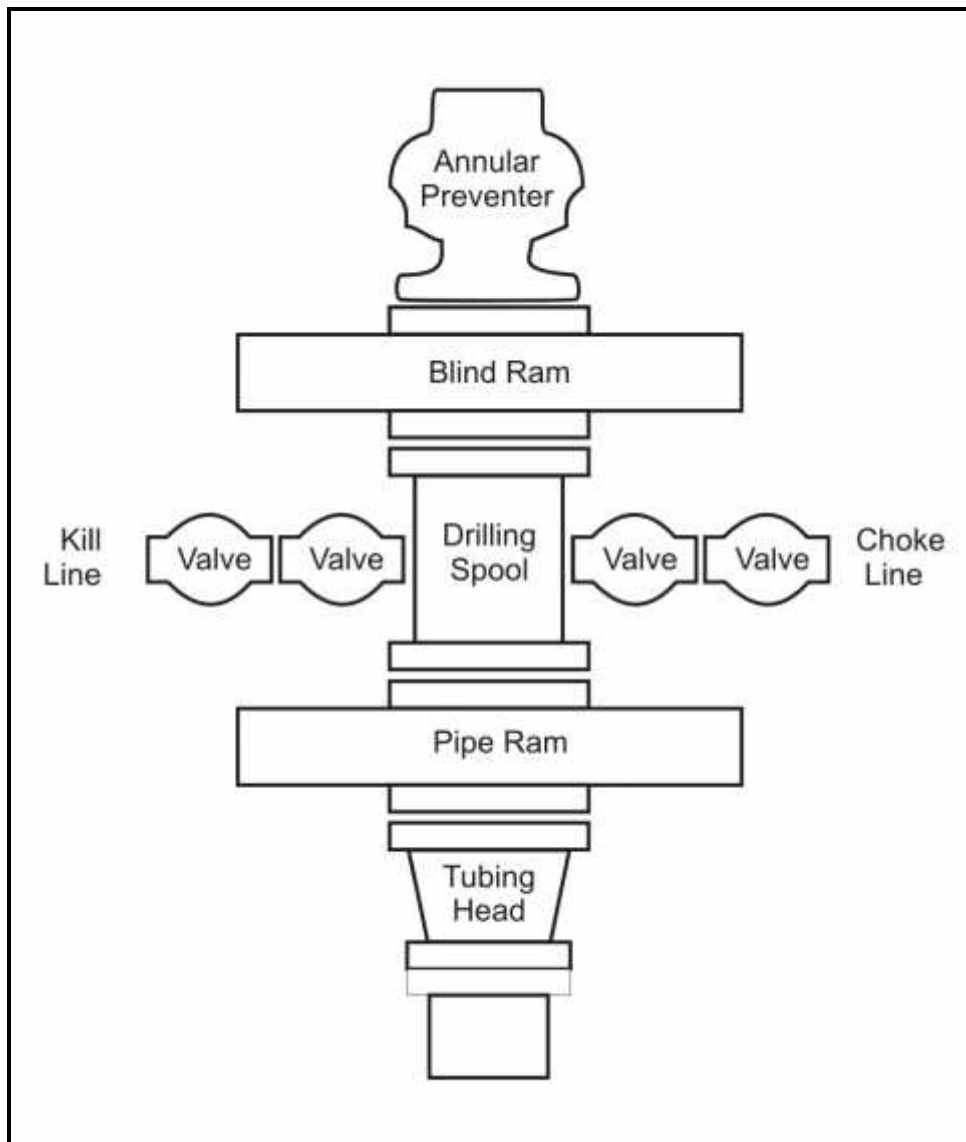 Annular
Preventer
Blind Ram
Kill
Line
Valve
Valve
Drilling
Spool
Valve
Valve
Choke
Line
Pipe Ram
Tubing
Head